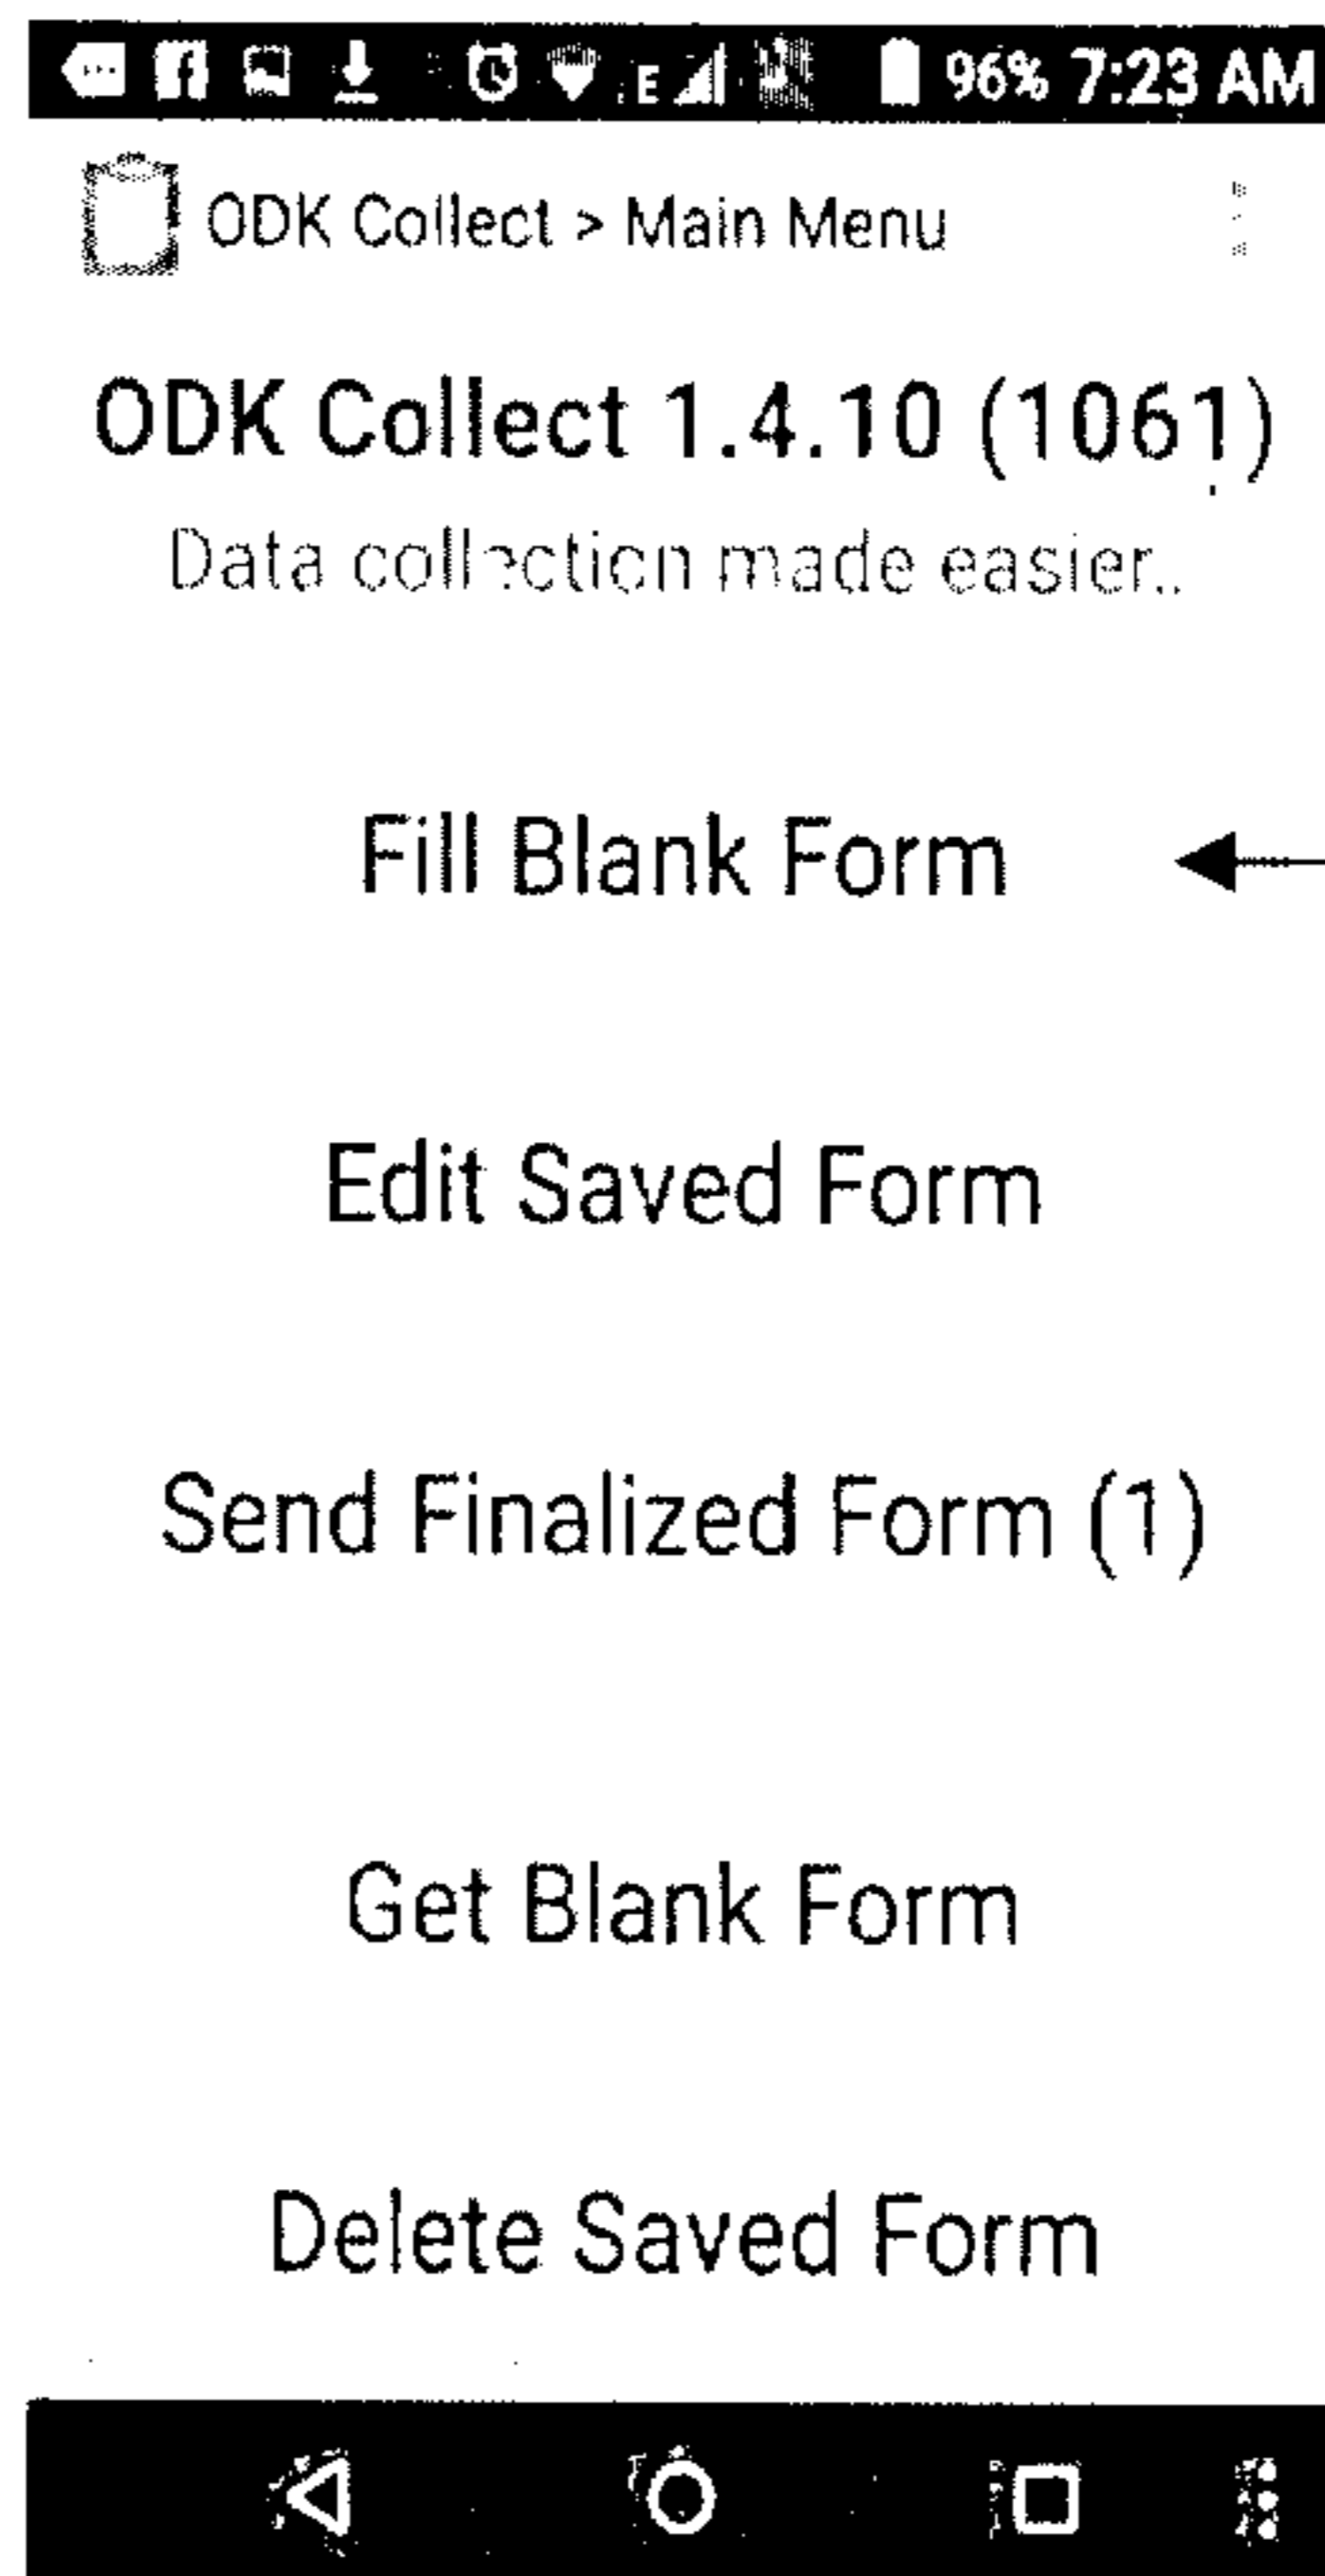 E 96% 7:23 AM
ODK Collect > Main Menu
ODK Collect 1.4.10 (1061)
Data collection made easier..
Fill Blank Form
Edit Saved Form
Send Finalized Form (1)
Get Blank Form
Delete Saved Form